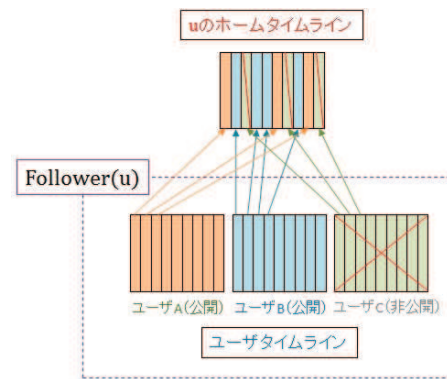 uのホームタイムライン
Follower(u)
ユーザA(公開)
ユーザB(公開)
ユーザC(非公開)
ユーザタイムライン